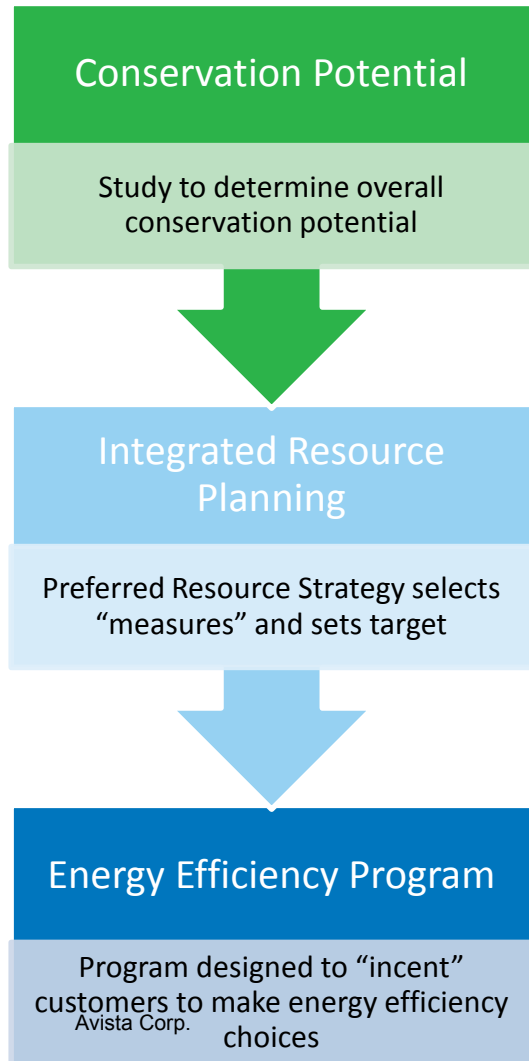 Conservation Potential
Study to determine overall
conservation potential
Integrated Resource
Planning
Preferred Resource Strategy selects
“measures” and sets target
Energy Efficiency Program
Program designed to “incent”
customers to make energy efficiency
choices
Avista Corp.